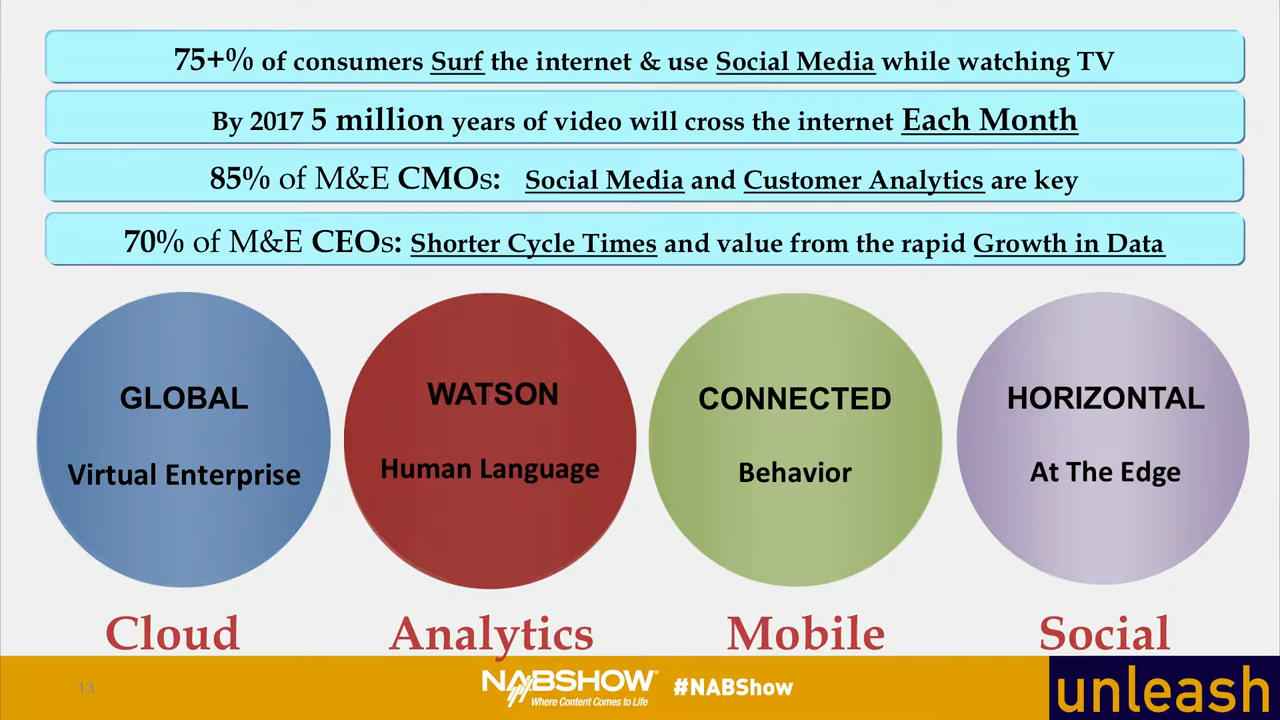 75+% of consumers Surf the internet & use Social Media while watching TV
By 2017 5 million years of video will cross the internet Each Month
85% of M&E CMOs: Social Media and Customer Analytics are key
70% of M&E CEOs: Shorter Cycle Times and value from the rapid Growth in Data
GLOBAL
Virtual Enterprise
WATSON
Human Language
CONNECTED
Behavior
HORIZONTAL
At The Edge
Cloud
Analytics
Mobile
Social
13
NABSHOW®
Where Content Comes to Life
#NABShow
unleash